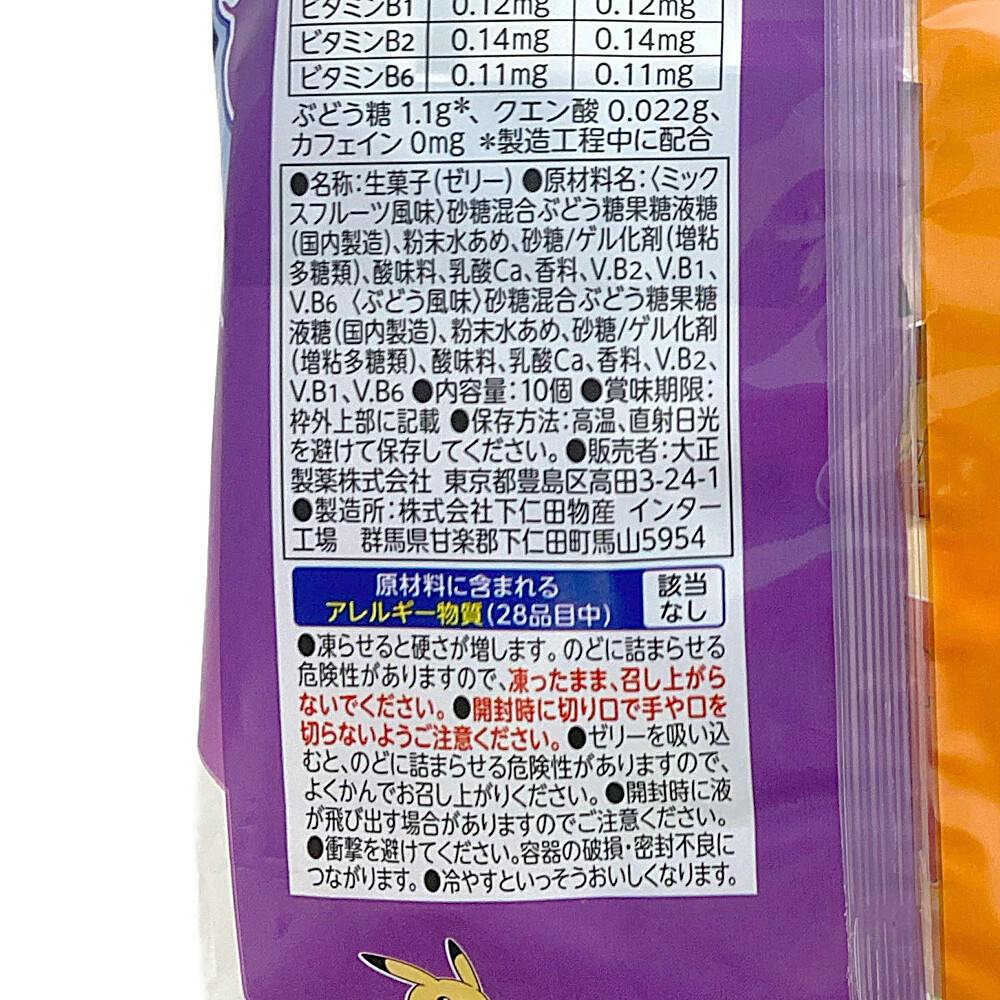 ビタミンB1 0.12mg 0.12mg
ビタミンB2 0.14mg 0.14mg
ビタミンB6 0.11mg 0.11mg
ぶどう糖 1.1g*、クエン酸 0.022g、
カフェイン 0mg *製造工程中に配合
●名称:生菓子(ゼリー) ●原材料名:〈ミック
スフルーツ風味〉砂糖混合ぶどう糖果糖液糖
(国内製造)、粉末水あめ、砂糖/ゲル化剤(増粘
多糖類)、酸味料、乳酸Ca、香料、V.B2、V.B1、
V.B6 〈ぶどう風味〉砂糖混合ぶどう糖果糖
液糖(国内製造)、粉末水あめ、砂糖/ゲル化剤
(増粘多糖類)、酸味料、乳酸Ca、香料、V.B2、
V.B1、V.B6 ●内容量:10個 ●賞味期限:
枠外上部に記載 ●保存方法:高温、直射日光
を避けて保存してください。●販売者:大正
製薬株式会社 東京都豊島区高田3-24-1
●製造所:株式会社下仁田物産 インター
工場 群馬県甘楽郡下仁田町馬山5954
原材料に含まれる
アレルギー物質(28品目中)
該当
なし
●凍らせると硬さが増します。のどに詰まらせる
危険性がありますので、凍ったまま、召し上がら
ないでください。●開封時に切り口で手や口を
切らないようご注意ください。●ゼリーを吸い込
むと、のどに詰まらせる危険性がありますので、
よくかんでお召し上がりください。●開封時に液
が飛び出す場合がありますのでご注意ください。
●衝撃を避けてください。容器の破損・密封不良に
つながります。●冷やすといっそうおいしくなります。